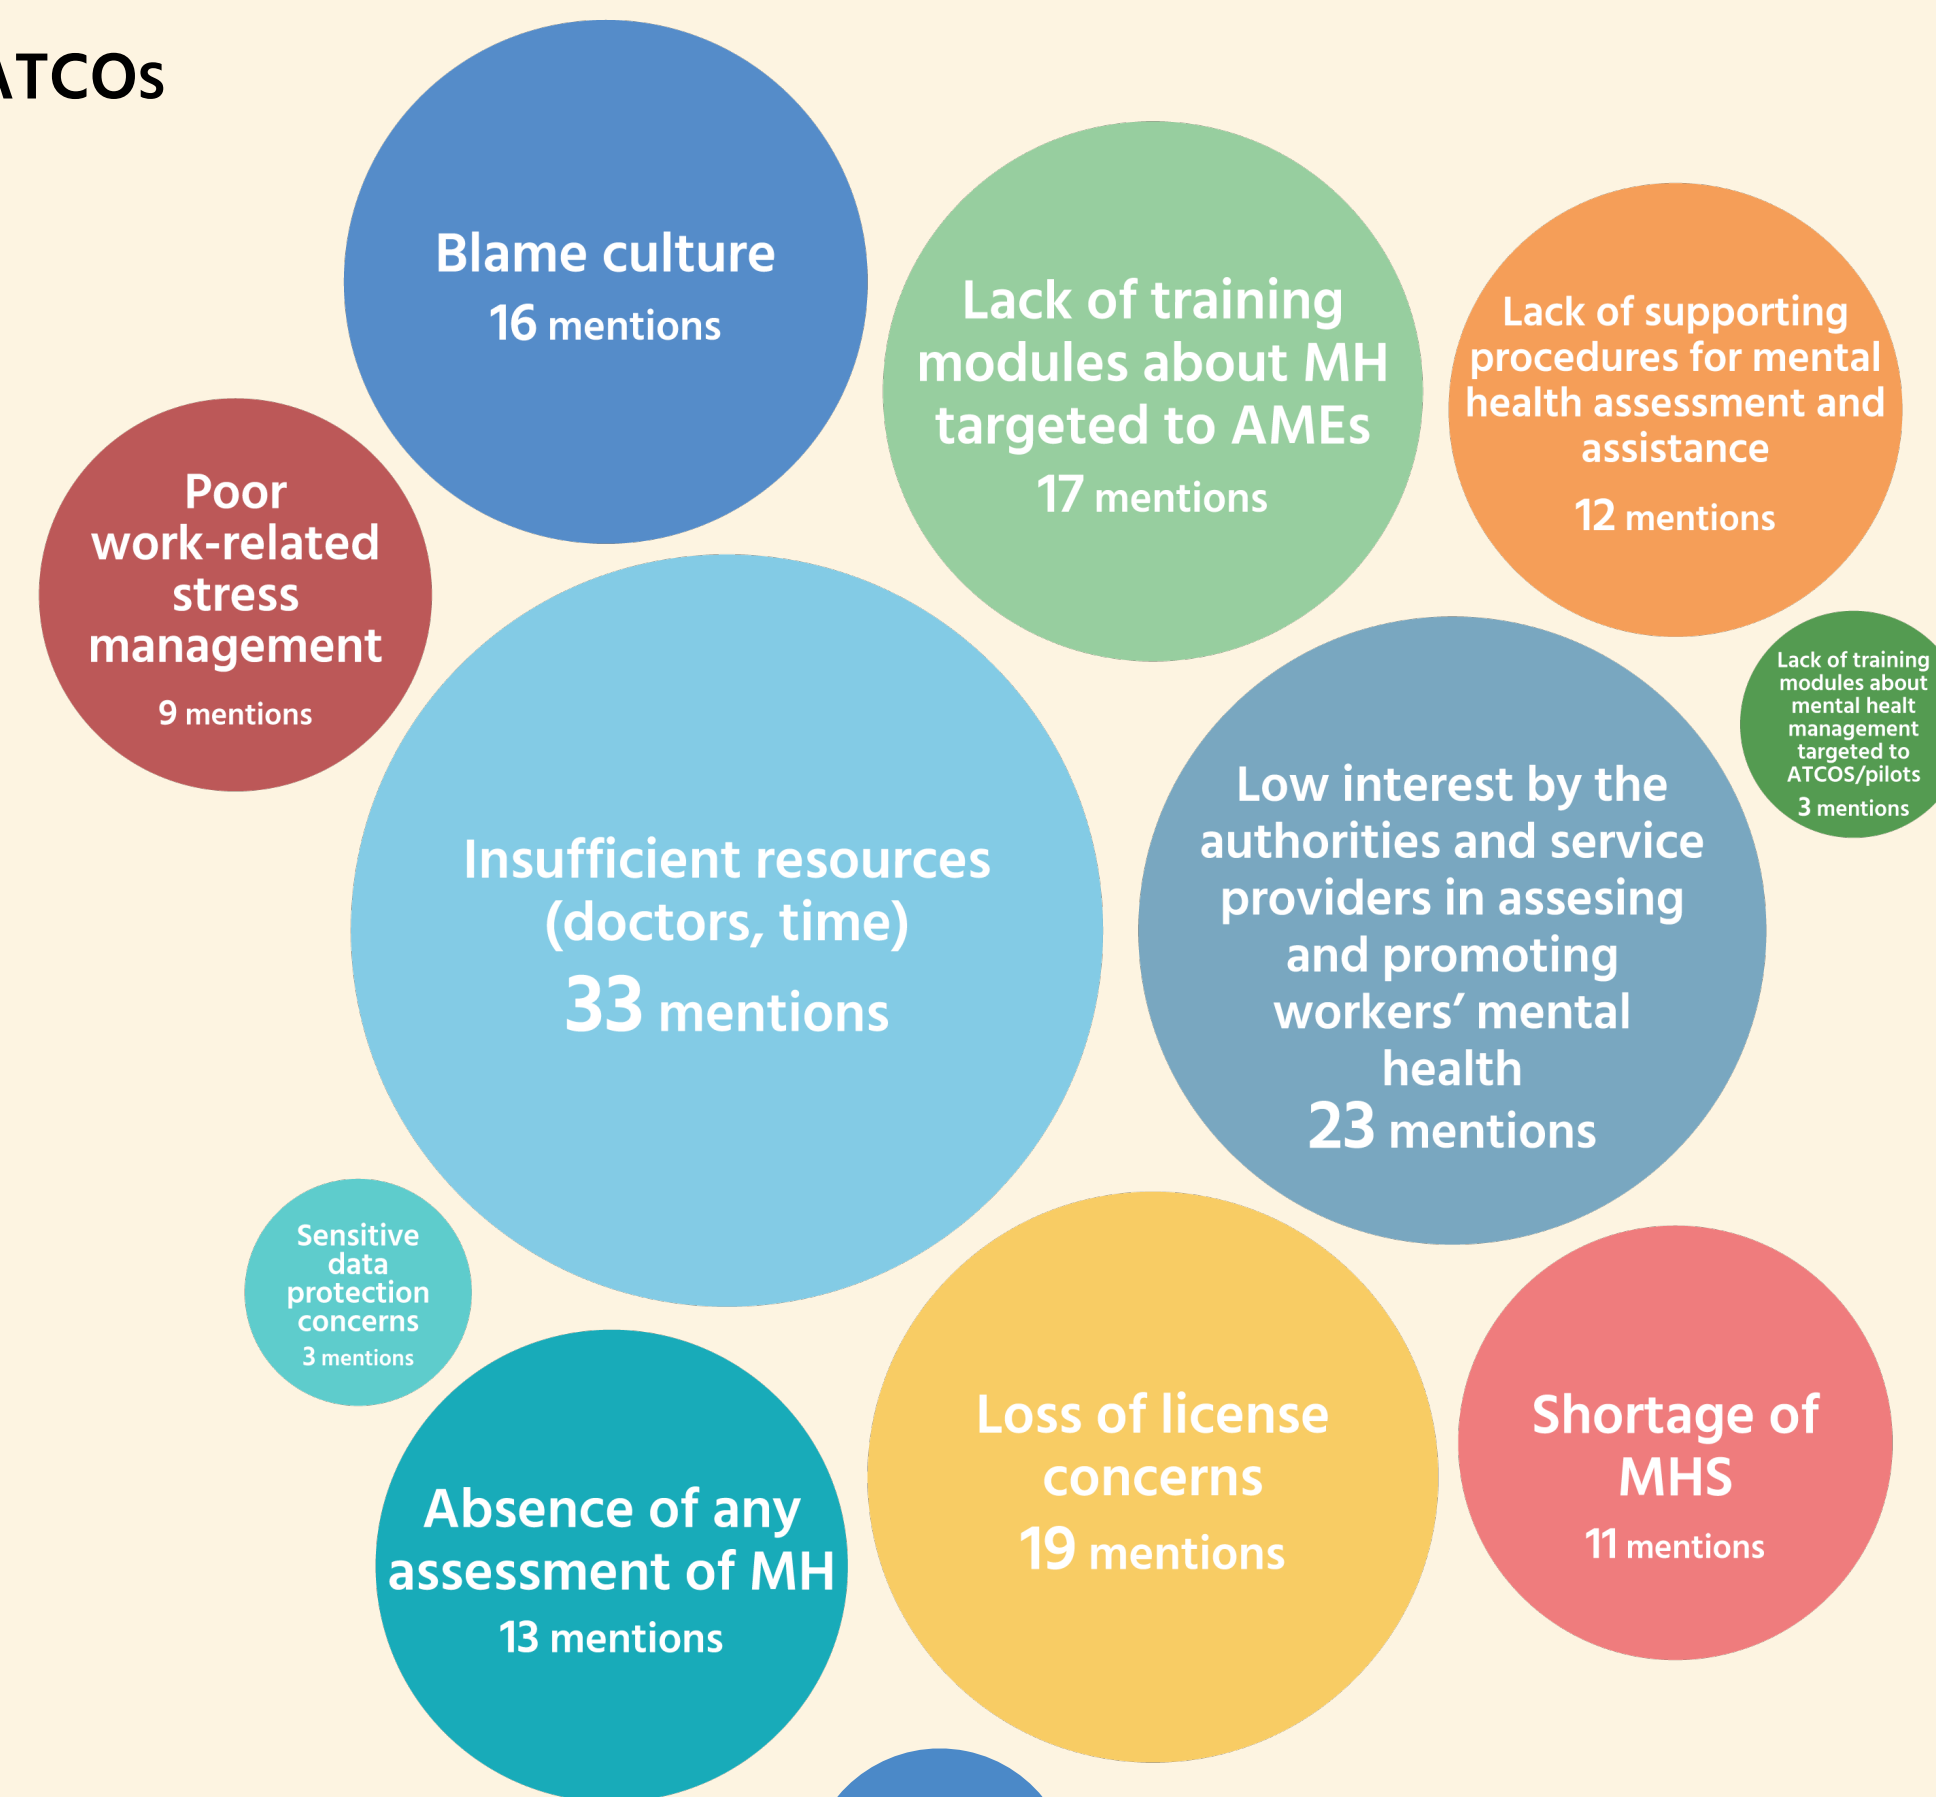 ATCOs
Blame culture
16 mentions
Lack of training
modules about MH
targeted to AMEs
17 mentions
Lack of supporting
procedures for mental
health assessment and
assistance
12 mentions
Poor
work-related
stress
management
9 mentions
Lack of training
modules about
mental healt
management
targeted to
ATCOS/pilots
3 mentions
Insufficient resources
(doctors, time)
33 mentions
Low interest by the
authorities and service
providers in assesing
and promoting
workers’ mental
health
23 mentions
Sensitive
data
protection
concerns
3 mentions
Absence of any
assessment of MH
13 mentions
Loss of license
concerns
19 mentions
Shortage of
MHS
11 mentions